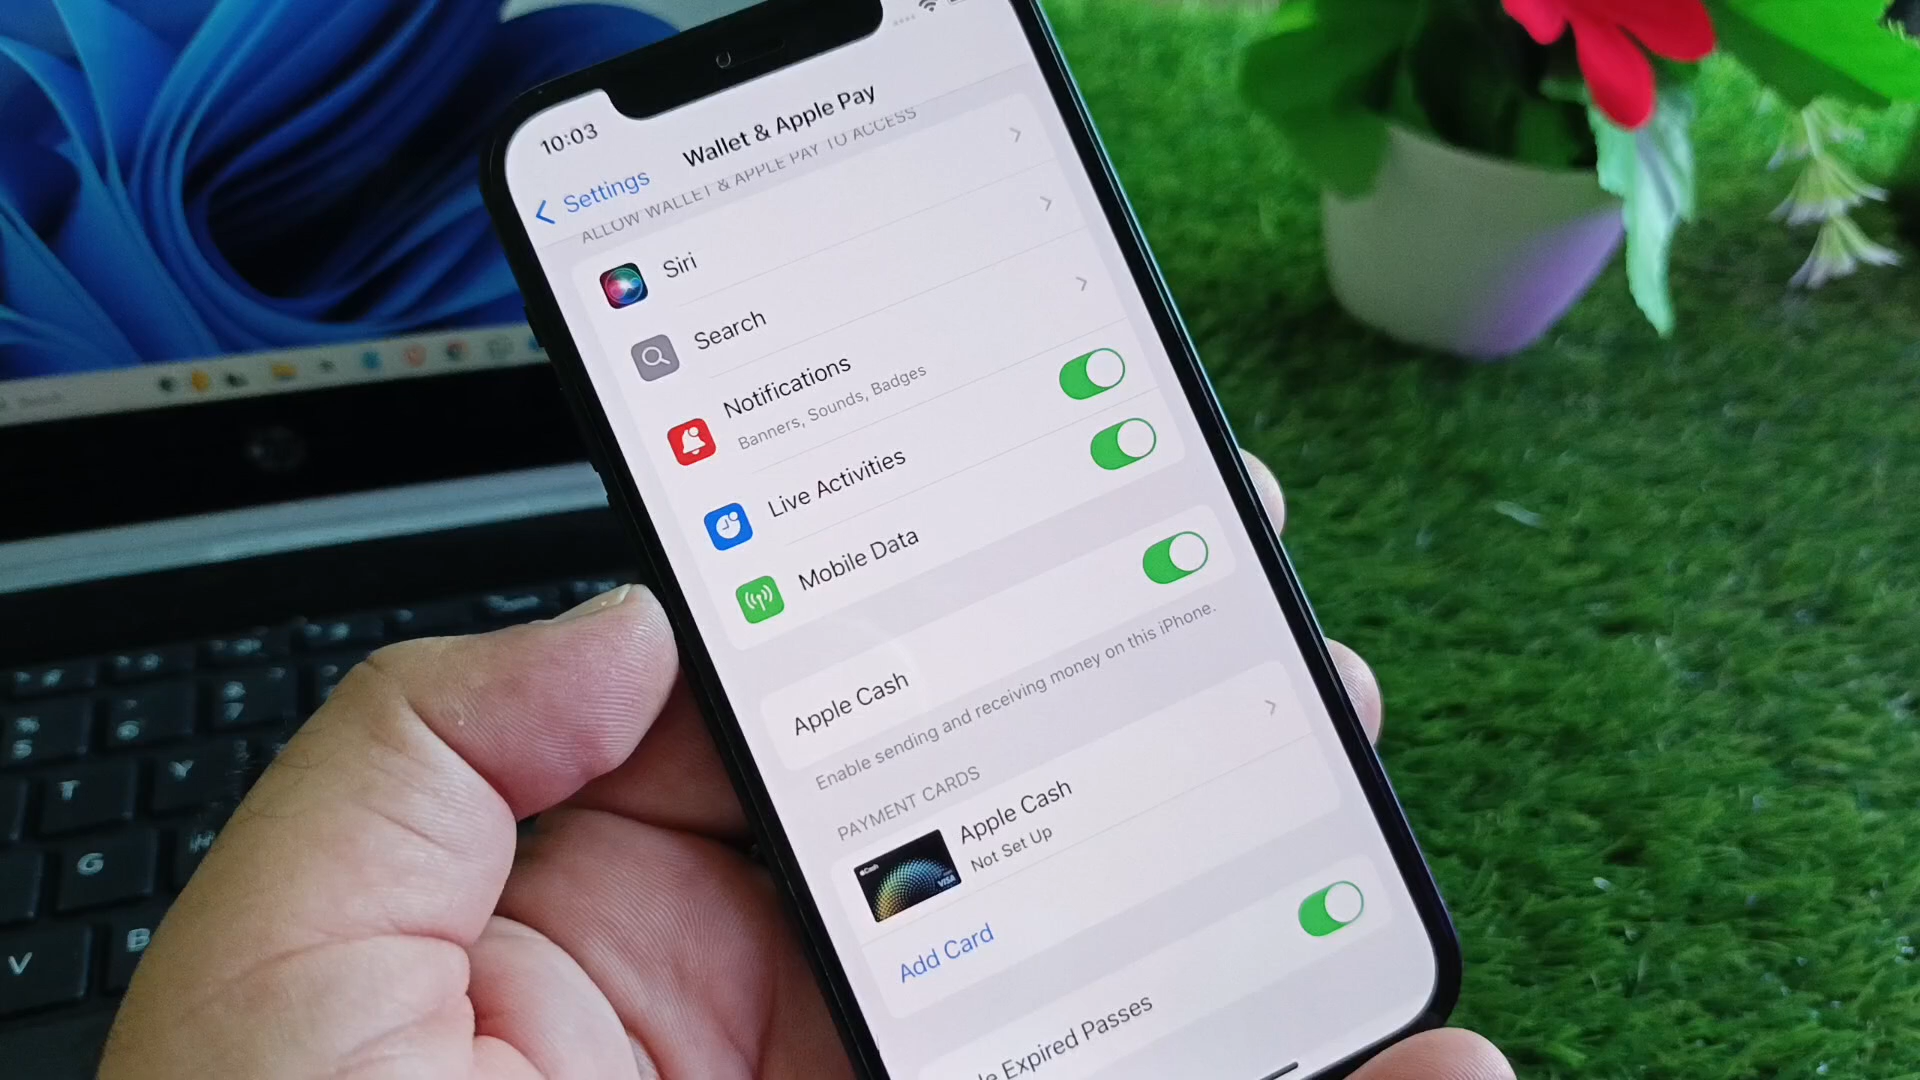 10:03
Wallet & Apple Pay
Settings
ALLOW WALLET & APPLE PAY TO ACCESS
Siri
Search
Notifications
Banners, Sounds, Badges
Live Activities
Mobile Data
Apple Cash
Enable sending and receiving money on this iPhone.
PAYMENT CARDS
Cash
VISA
Apple Cash
Not Set Up
Add Card
Expired Passes
T
Y
G
V
B